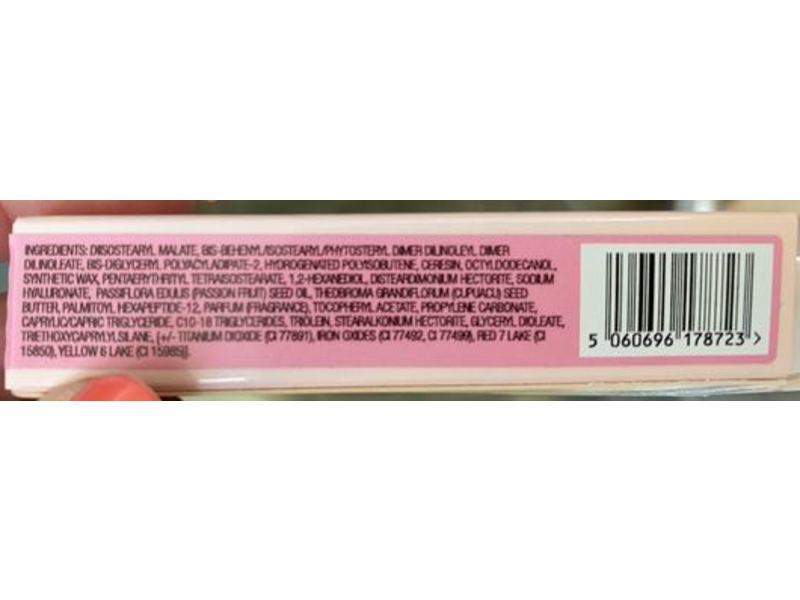 INGREDIENTS: DIISOSTEARYL MALATE, BIS-BEHENYL/ISOSTEARYL/PHYTOSTERYL DIMER DILINOLEYL DIMER
DILINOLEATE, BIS-DIGLYCERYL POLYACYLADIPATE-2, HYDROGENATED POLYISOBUTENE, CERESIN, OCTYLDODECANOL,
SYNTHETIC WAX, PENTAERYTHRITYL TETRAISOSTEARATE, 1,2-HEXANEDIOL, DISTEARDIMONIUM HECTORITE, SODIUM
HYALURONATE, PASSIFLORA EDULIS (PASSION FRUIT) SEED OIL, THEOBROMA GRANDIFLORUM (CUPUACU) SEED
BUTTER, PALMITOYL HEXAPEPTIDE-12, PARFUM (FRAGRANCE), TOCOPHERYL ACETATE, PROPYLENE CARBONATE,
CAPRYLIC/CAPRIC TRIGLYCERIDE, C10-18 TRIGLYCERIDES, TRIOLEIN, STEARALKONIUM HECTORITE, GLYCERYL DIOLEATE,
TRIETHOXYCAPRYLYLSILANE, [+/- TITANIUM DIOXIDE (CI 77891), IRON OXIDES (CI 77492, CI 77499), RED 7 LAKE (CI
15850), YELLOW 6 LAKE (CI 15985)].
5 060696 178723 >